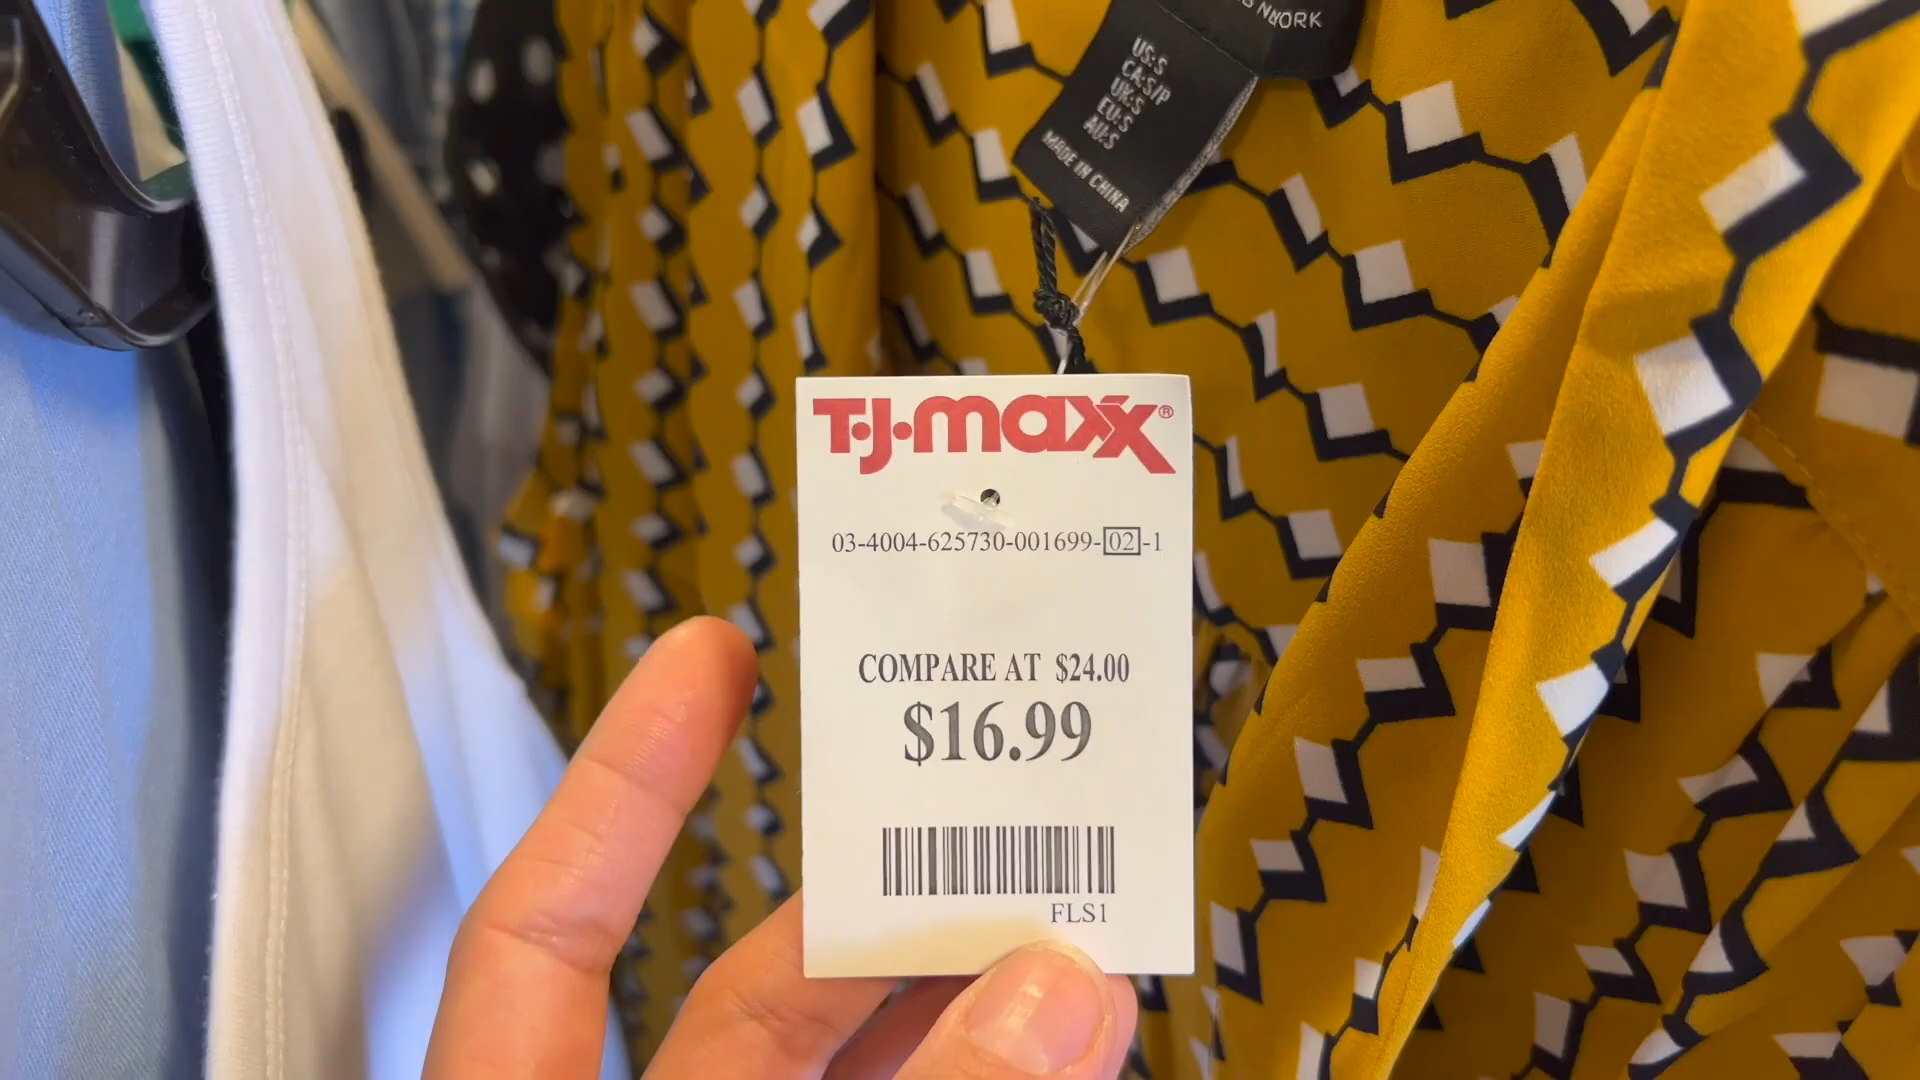 US:S
CA:S/P
UK:S
EU:S
AU:S
MADE IN CHINA
T·J·maxx®
03-4004-625730-001699-02-1
COMPARE AT $24.00
$16.99
FLS1